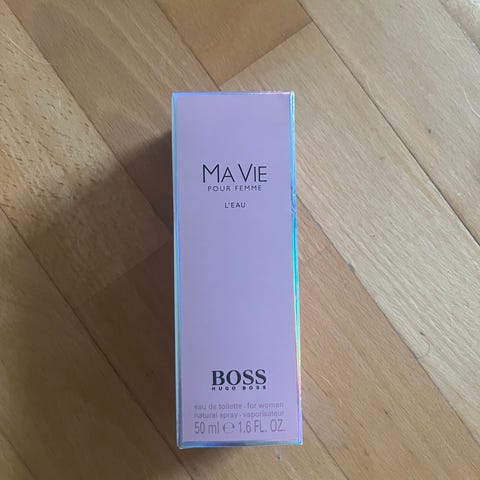 MA VIE
POUR FEMME
L'EAU
BOSS
HUGO BOSS
eau de toilette · for women
natural spray · vaporisateur
50 ml ℮ 1.6 FL. OZ.